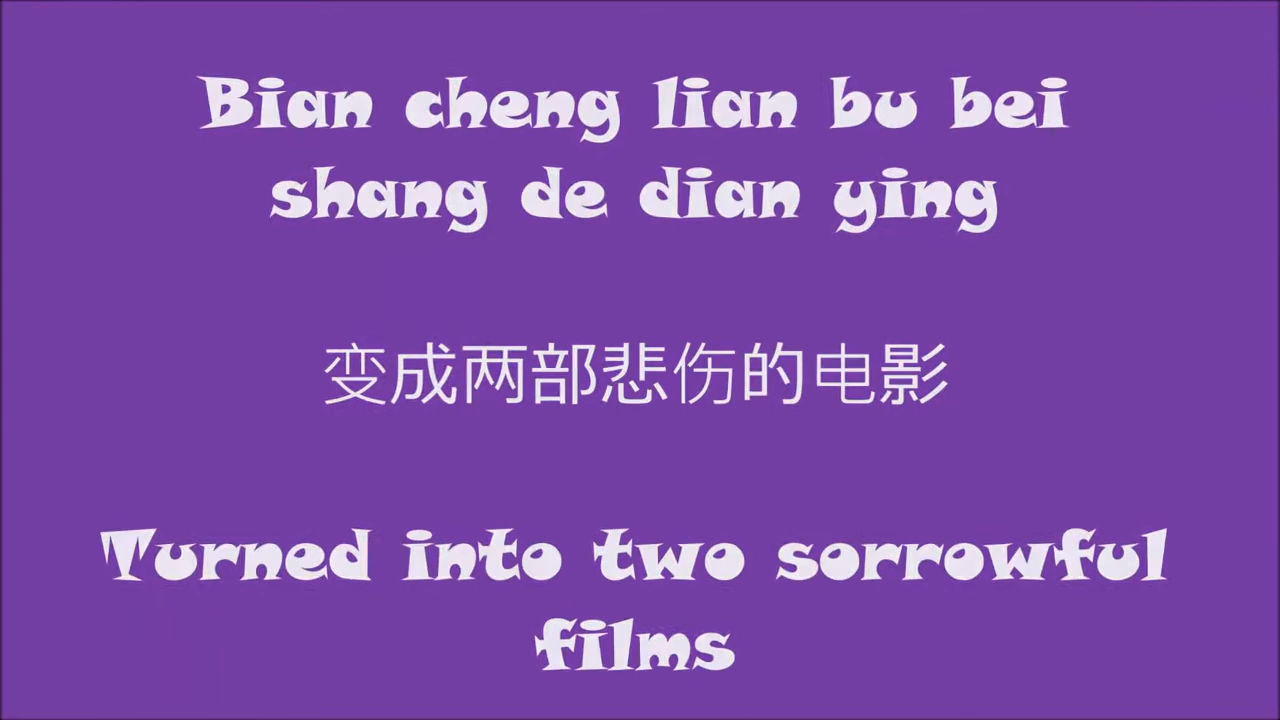 Bian cheng lian bu bei
shang de dian ying
变成两部悲伤的电影
Turned into two sorrowful
films